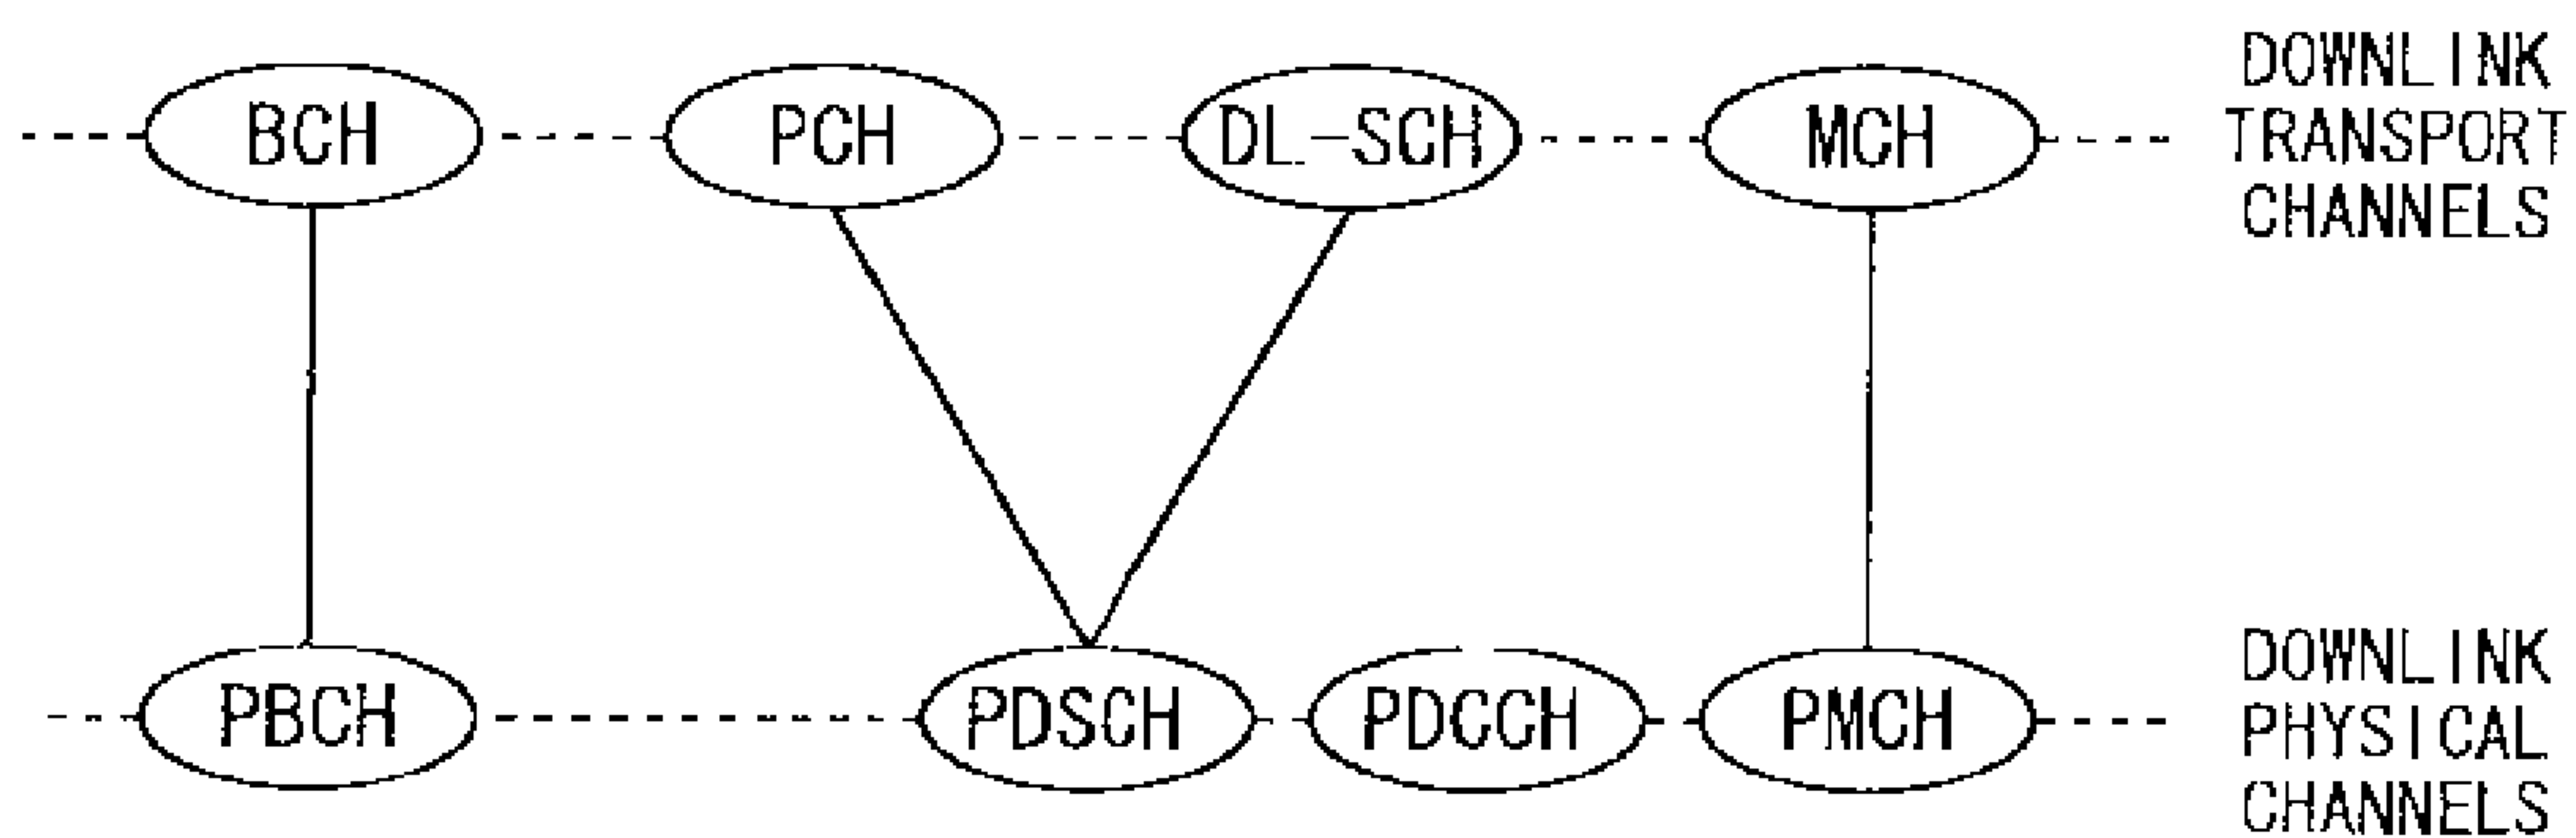 BCH
PCH
DL-SCH
MCH
DOWNLINK
TRANSPORT
CHANNELS
PBCH
PDSCH
PDCCH
PMCH
DOWNLINK
PHYSICAL
CHANNELS